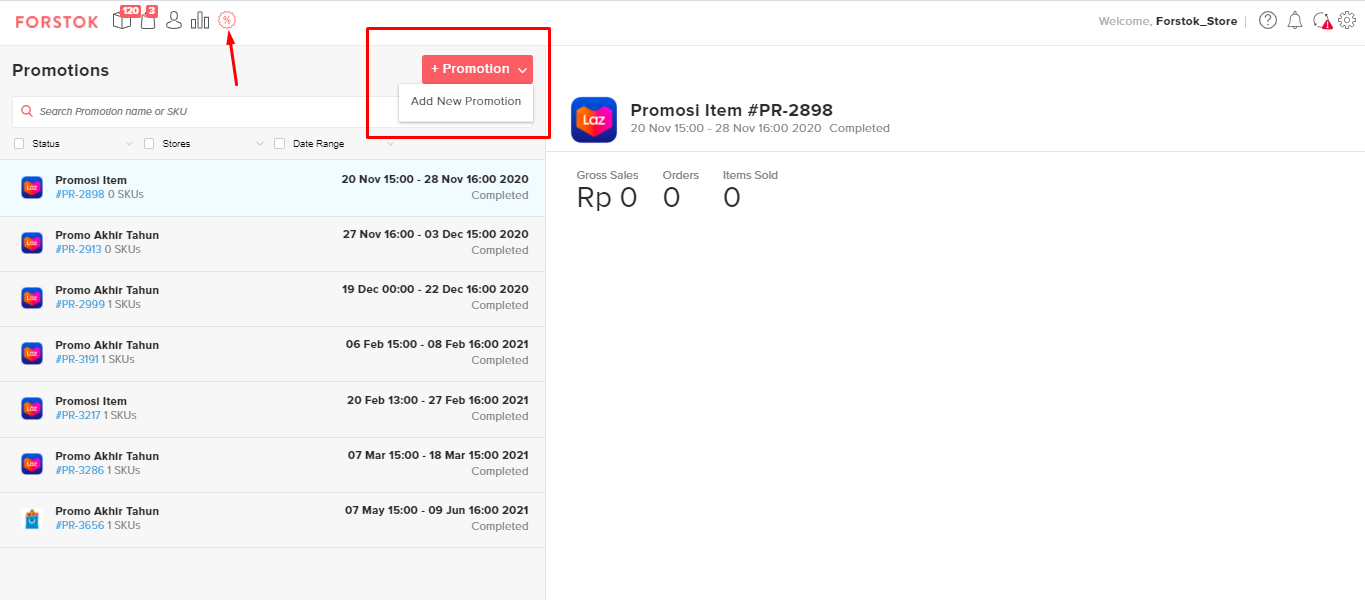 FORSTOK 120 3 % Welcome, Forstok_Store
Promotions
+ Promotion
Add New Promotion
Search Promotion name or SKU
Status Stores Date Range
Laz Promosi Item 20 Nov 15:00 - 28 Nov 16:00 2020
#PR-2898 0 SKUs Completed
Laz Promo Akhir Tahun 27 Nov 16:00 - 03 Dec 15:00 2020
#PR-2913 0 SKUs Completed
Laz Promo Akhir Tahun 19 Dec 00:00 - 22 Dec 16:00 2020
#PR-2999 1 SKUs Completed
Laz Promo Akhir Tahun 06 Feb 15:00 - 08 Feb 16:00 2021
#PR-3191 1 SKUs Completed
Laz Promosi Item 20 Feb 13:00 - 27 Feb 16:00 2021
#PR-3217 1 SKUs Completed
Laz Promo Akhir Tahun 07 Mar 15:00 - 18 Mar 15:00 2021
#PR-3286 1 SKUs Completed
Promo Akhir Tahun 07 May 15:00 - 09 Jun 16:00 2021
#PR-3656 1 SKUs Completed
Laz Promosi Item #PR-2898
20 Nov 15:00 - 28 Nov 16:00 2020 Completed
Gross Sales Orders Items Sold
Rp 0 0 0